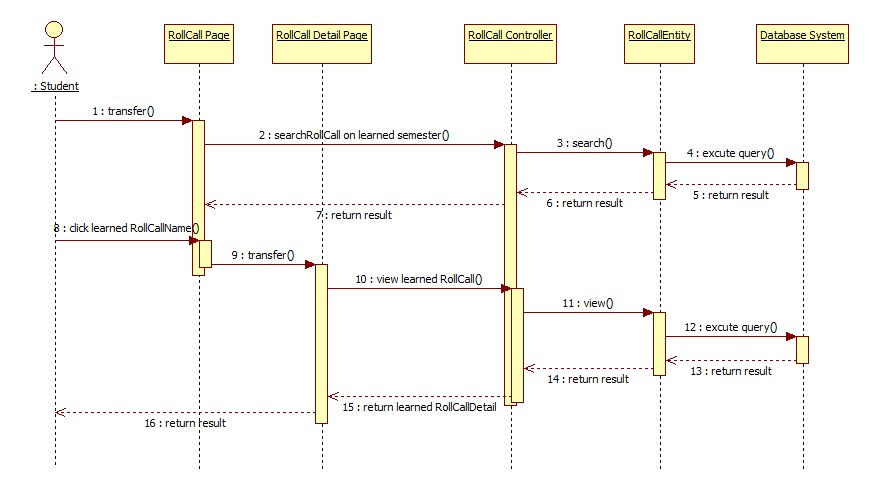 RollCall Page
RollCall Detail Page
RollCall Controller
RollCallEntity
Database System
: Student
1 : transfer()
2 : searchRollCall on learned semester()
3 : search()
4 : excute query()
5 : return result
6 : return result
7 : return result
8 : click learned RollCallName()
9 : transfer()
10 : view learned RollCall()
11 : view()
12 : excute query()
13 : return result
14 : return result
15 : return learned RollCallDetail
16 : return result